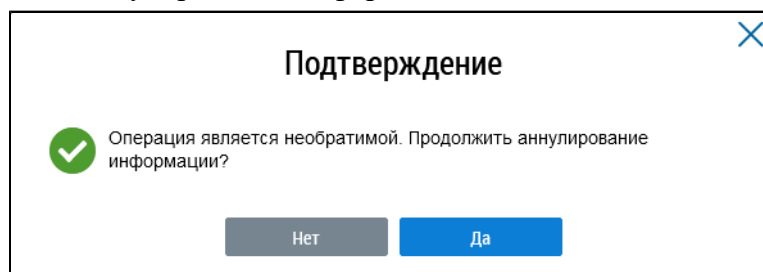 Подтверждение
Операция является необратимой. Продолжить аннулирование
информации?
Нет
Да